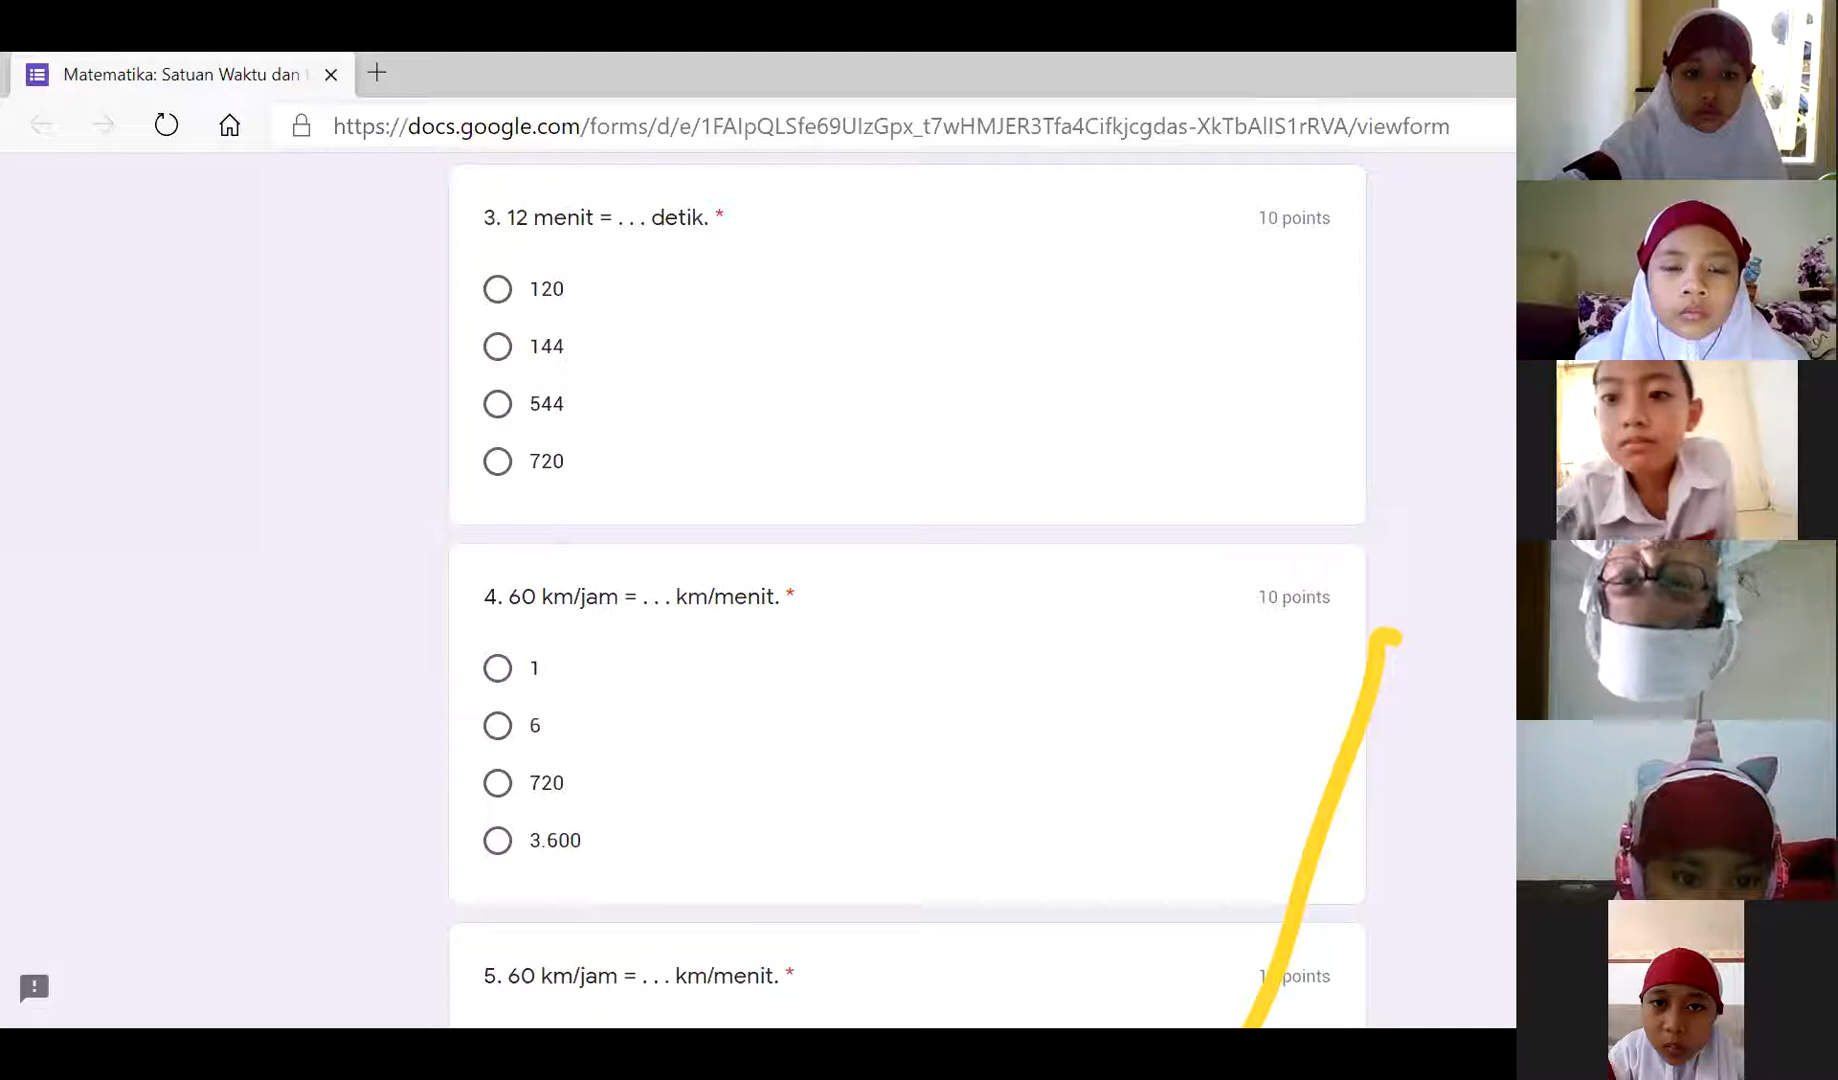 Matematika: Satuan Waktu dan
https://docs.google.com/forms/d/e/1FAIpQLSfe69UIzGpx_t7wHMJER3Tfa4Cifkjcgdas-XkTbAlIS1rRVA/viewform
3. 12 menit = . . . detik. *
10 points
120
144
544
720
4. 60 km/jam = . . . km/menit. *
10 points
1
6
720
3.600
5. 60 km/jam = . . . km/menit. *
points